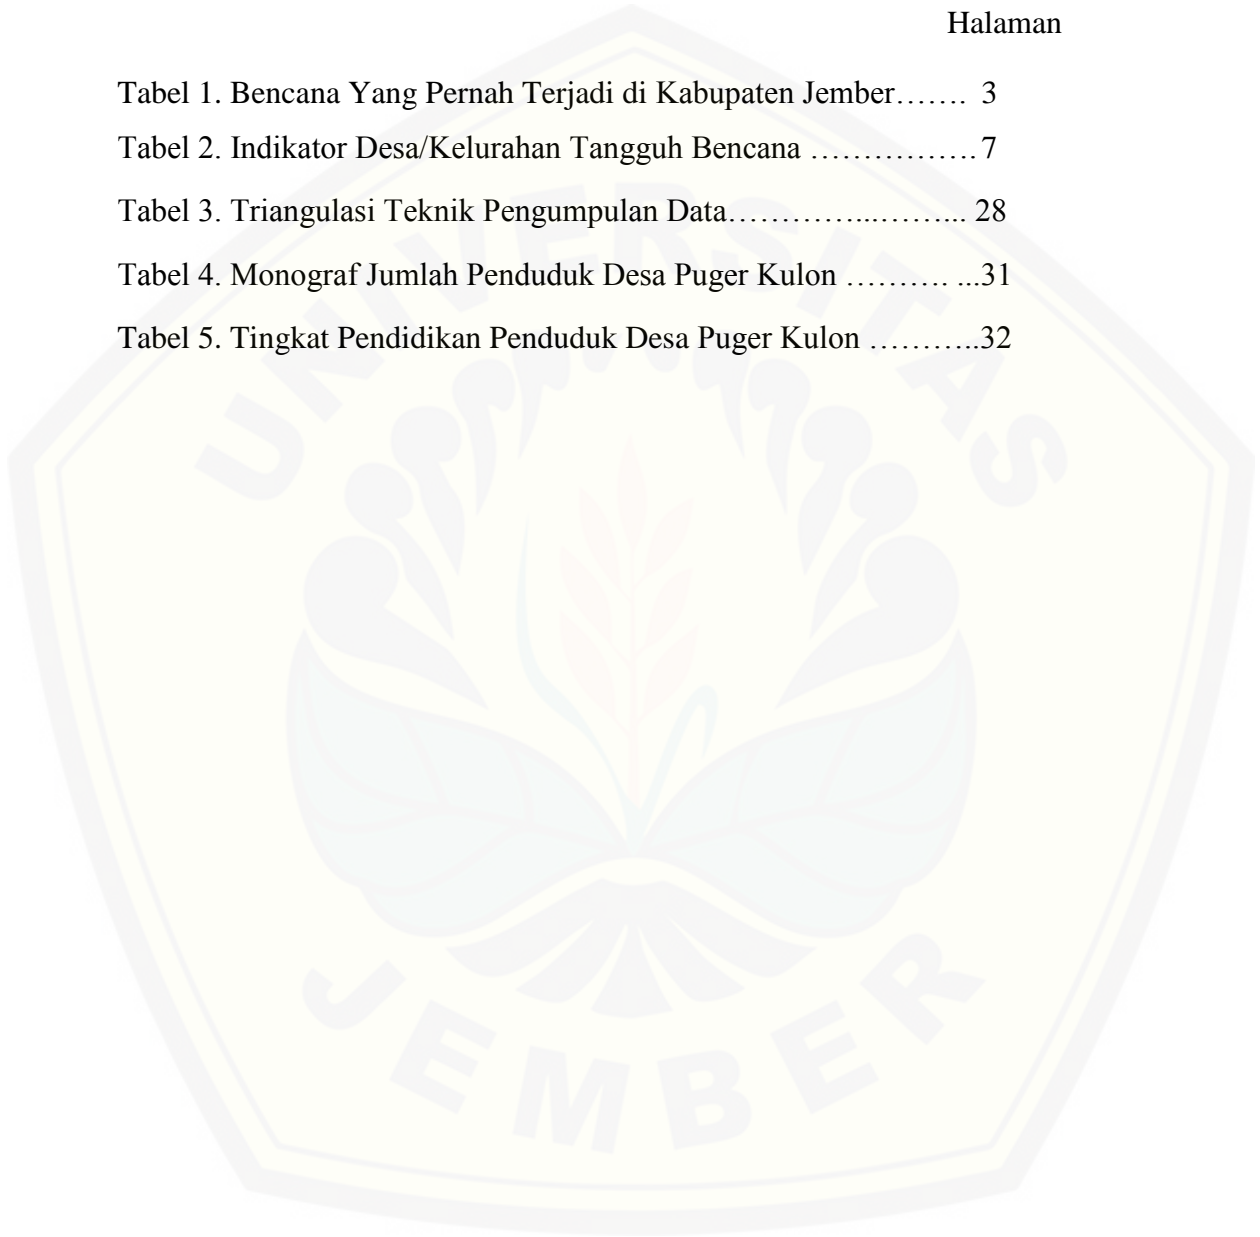 Halaman
Tabel 1. Bencana Yang Pernah Terjadi di Kabupaten Jember……. 3
Tabel 2. Indikator Desa/Kelurahan Tangguh Bencana …………….7
Tabel 3. Triangulasi Teknik Pengumpulan Data…………...……... 28
Tabel 4. Monograf Jumlah Penduduk Desa Puger Kulon ………. ...31
Tabel 5. Tingkat Pendidikan Penduduk Desa Puger Kulon ………..32
UNIVERSITAS
JEMBER